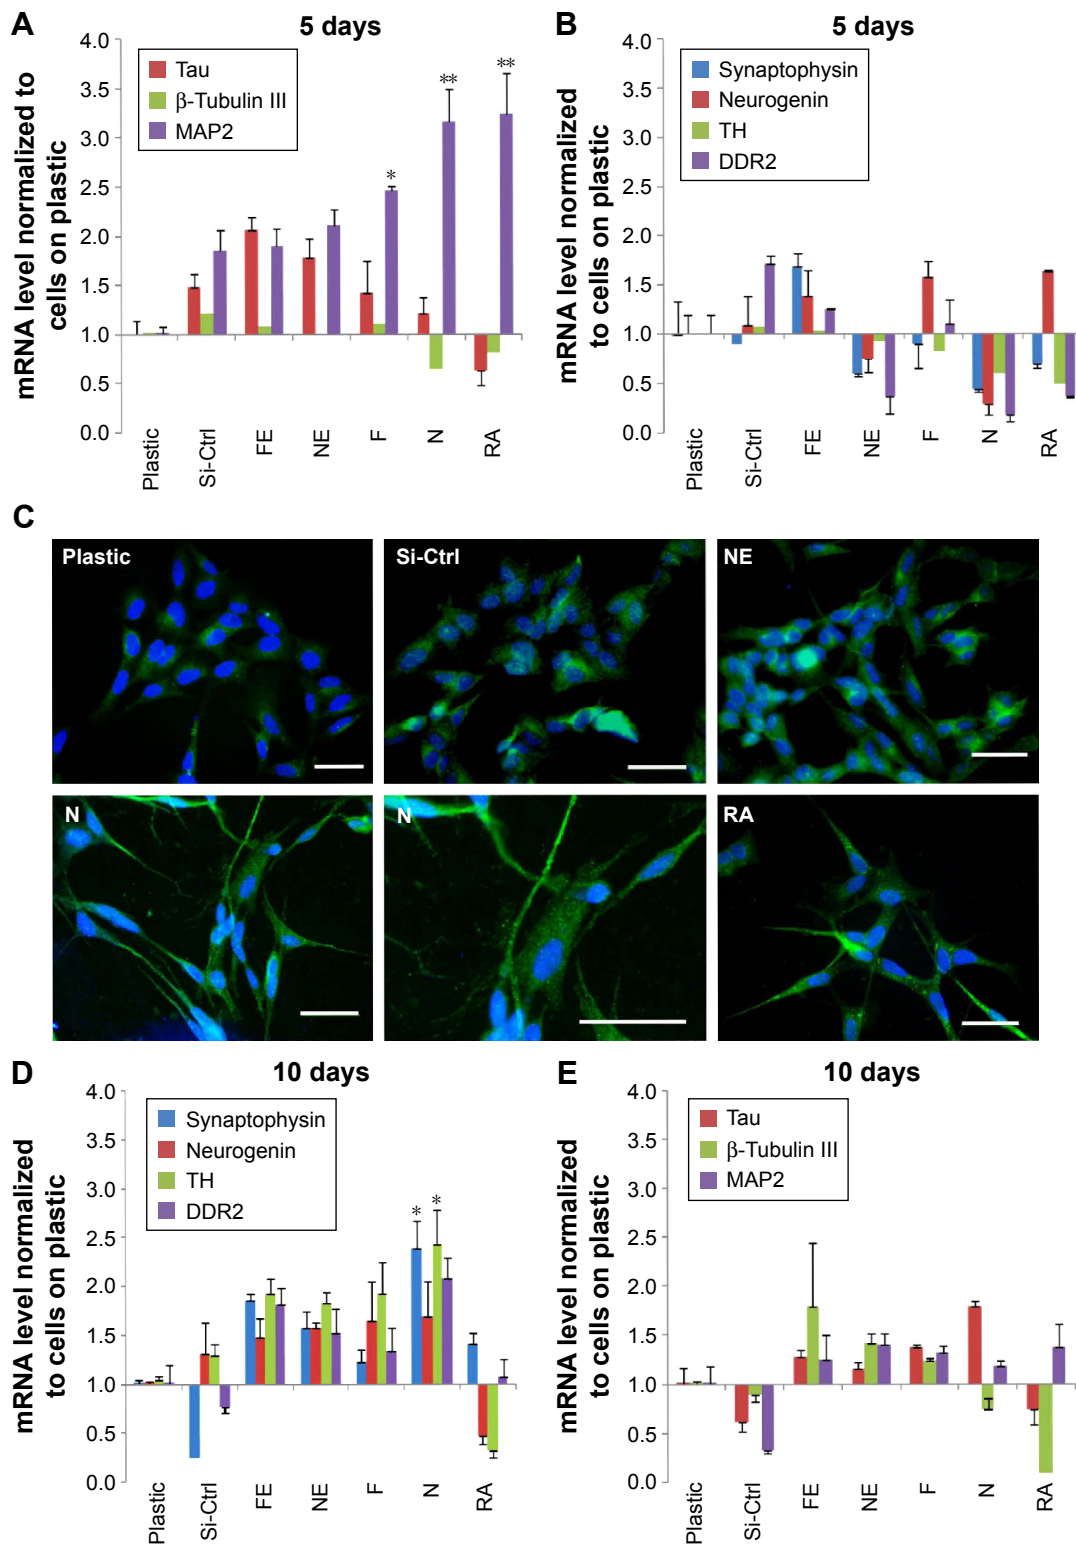 A
5 days
mRNA level normalized to
cells on plastic
4.0
3.5
3.0
2.5
2.0
1.5
1.0
0.5
0.0
Tau
β-Tubulin III
MAP2
*
**
**
Plastic
Si-Ctrl
FE
NE
F
N
RA
B
5 days
mRNA level normalized
to cells on plastic
4.0
3.5
3.0
2.5
2.0
1.5
1.0
0.5
0.0
Synaptophysin
Neurogenin
TH
DDR2
Plastic
Si-Ctrl
FE
NE
F
N
RA
C
Plastic
Si-Ctrl
NE
N
N
RA
D
10 days
mRNA level normalized
to cells on plastic
4.0
3.5
3.0
2.5
2.0
1.5
1.0
0.5
0.0
Synaptophysin
Neurogenin
TH
DDR2
*
*
Plastic
Si-Ctrl
FE
NE
F
N
RA
E
10 days
mRNA level normalized
to cells on plastic
4.0
3.5
3.0
2.5
2.0
1.5
1.0
0.5
0.0
Tau
β-Tubulin III
MAP2
Plastic
Si-Ctrl
FE
NE
F
N
RA